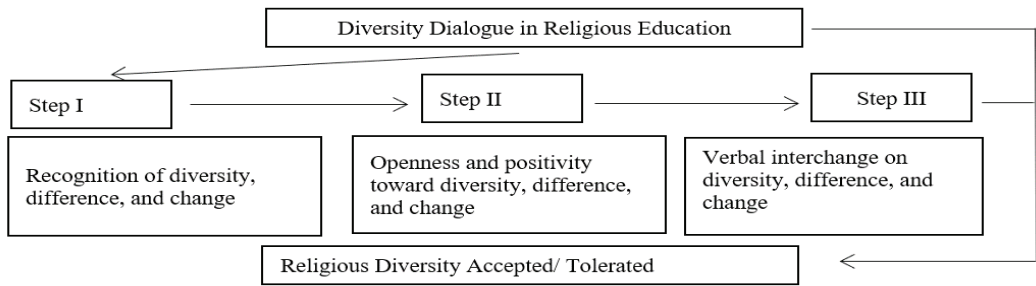 Diversity Dialogue in Religious Education
Step I
Step II
Step III
Recognition of diversity,
difference, and change
Openness and positivity
toward diversity, difference,
and change
Verbal interchange on
diversity, difference, and
change
Religious Diversity Accepted/ Tolerated